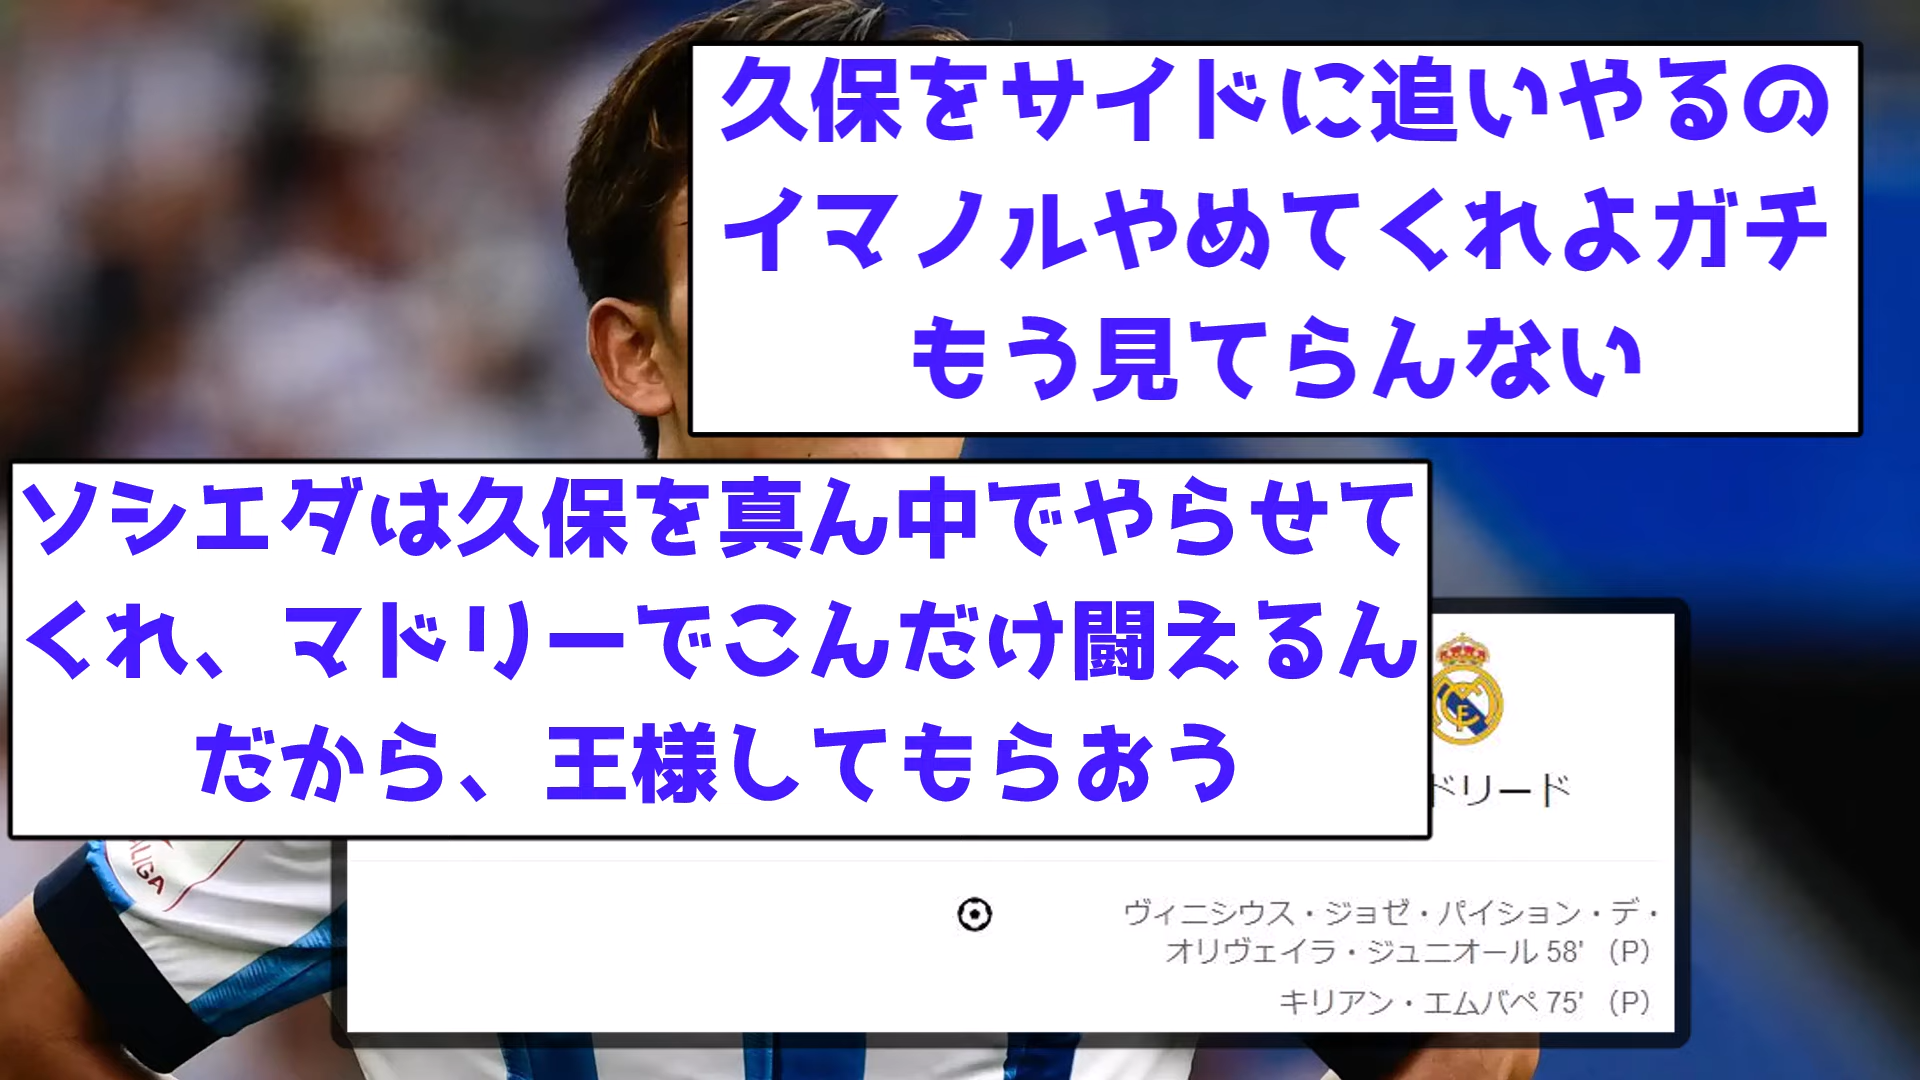 久保をサイドに追いやるの
イマノルやめてくれよガチ
もう見てらんない
ソシエダは久保を真ん中でやらせて
くれ、マドリーでこんだけ闘えるん
だから、王様してもらおう
ドリード
ヴィニシウス・ジョゼ・パイション・デ・
オリヴェイラ・ジュニオール 58' (P)
キリアン・エムバペ 75' (P)
ALIGA